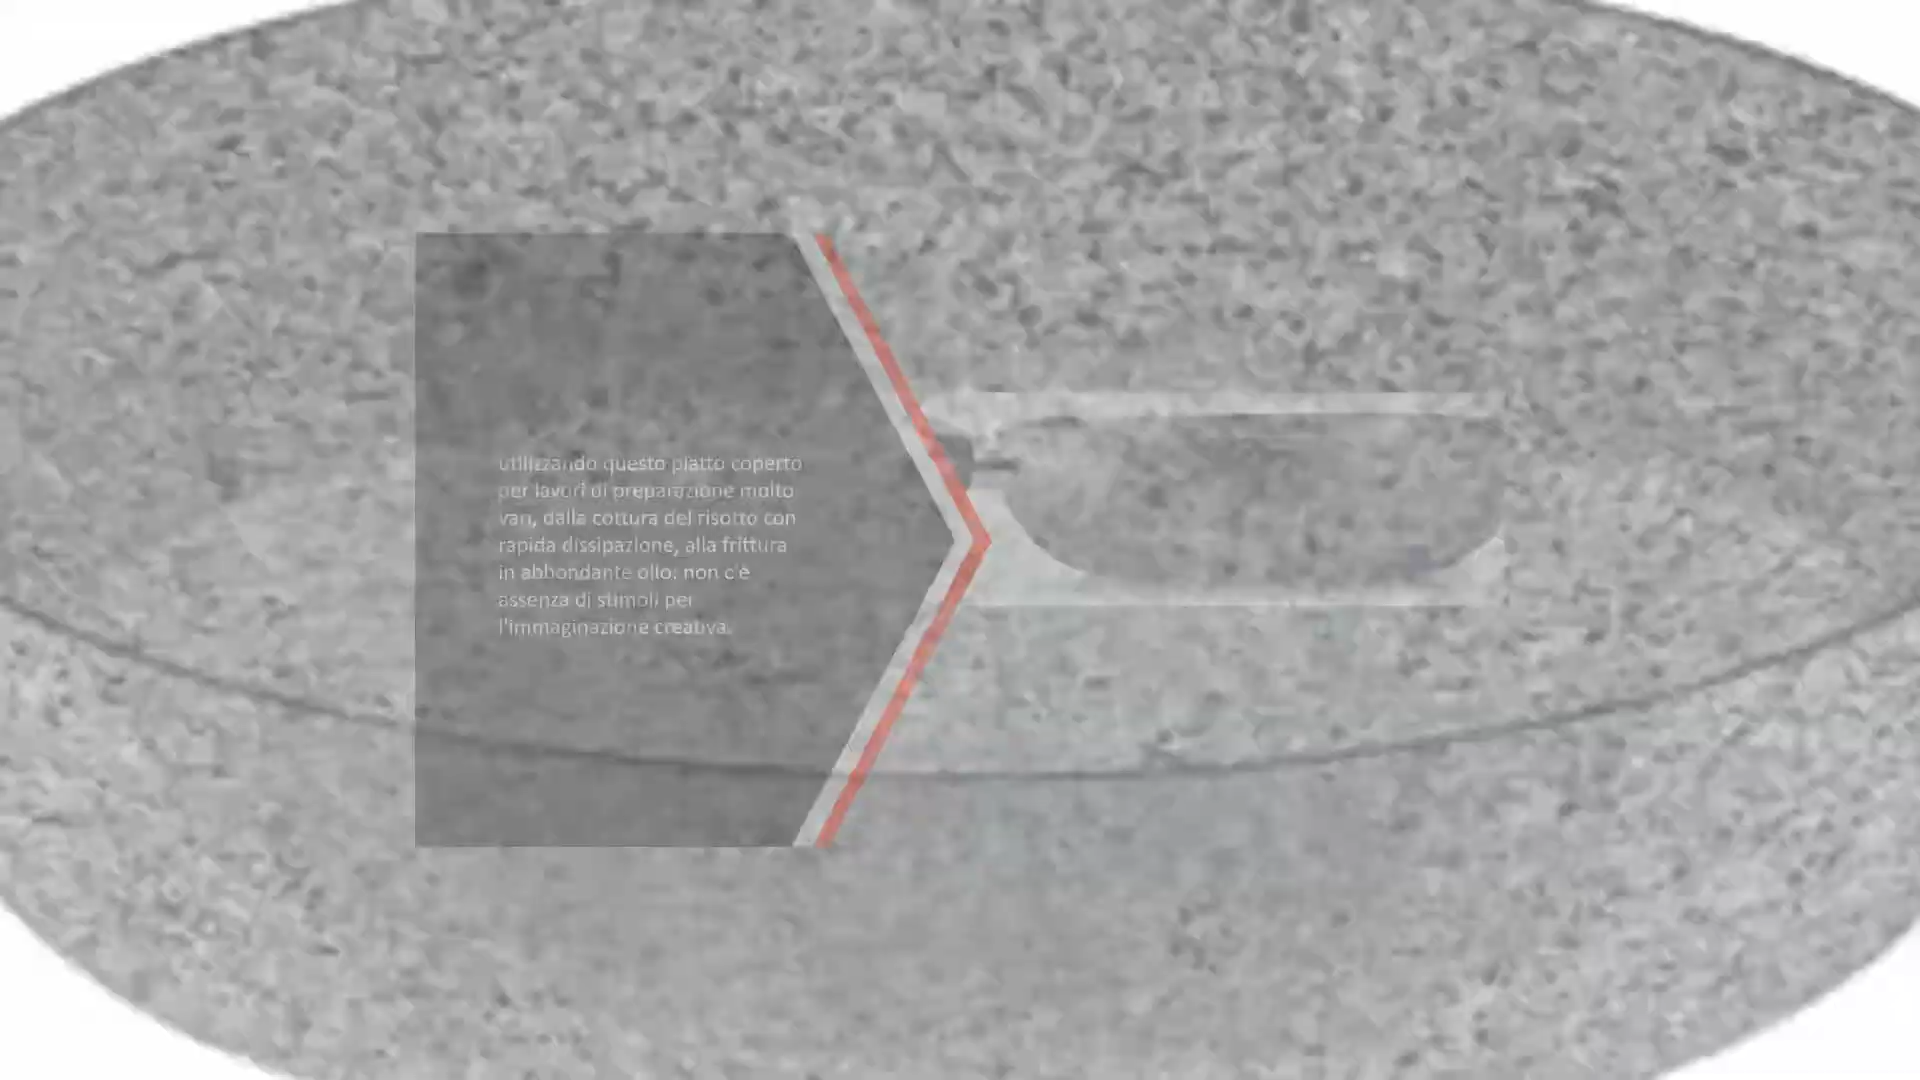 utilizzando questo piatto coperto
per lavori di preparazione molto
vari, dalla cottura del risotto con
rapida dissipazione, alla frittura
in abbondante olio: non c'è
assenza di stimoli per
l'immaginazione creativa.